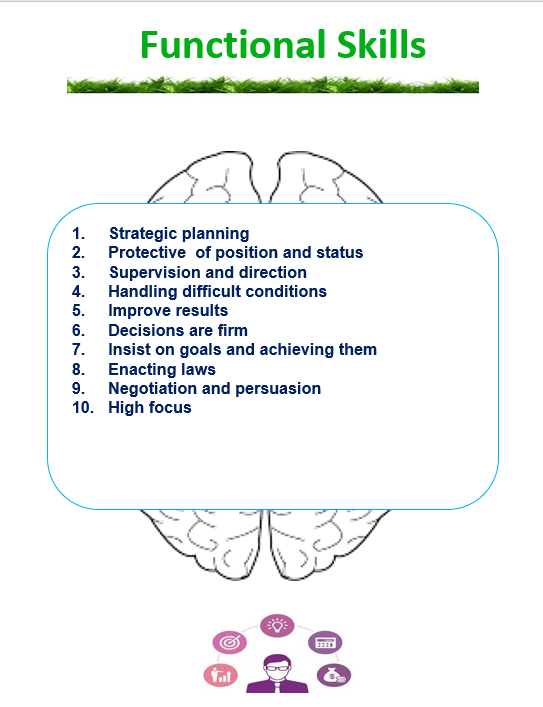 Functional Skills
1. Strategic planning
2. Protective of position and status
3. Supervision and direction
4. Handling difficult conditions
5. Improve results
6. Decisions are firm
7. Insist on goals and achieving them
8. Enacting laws
9. Negotiation and persuasion
10. High focus
$